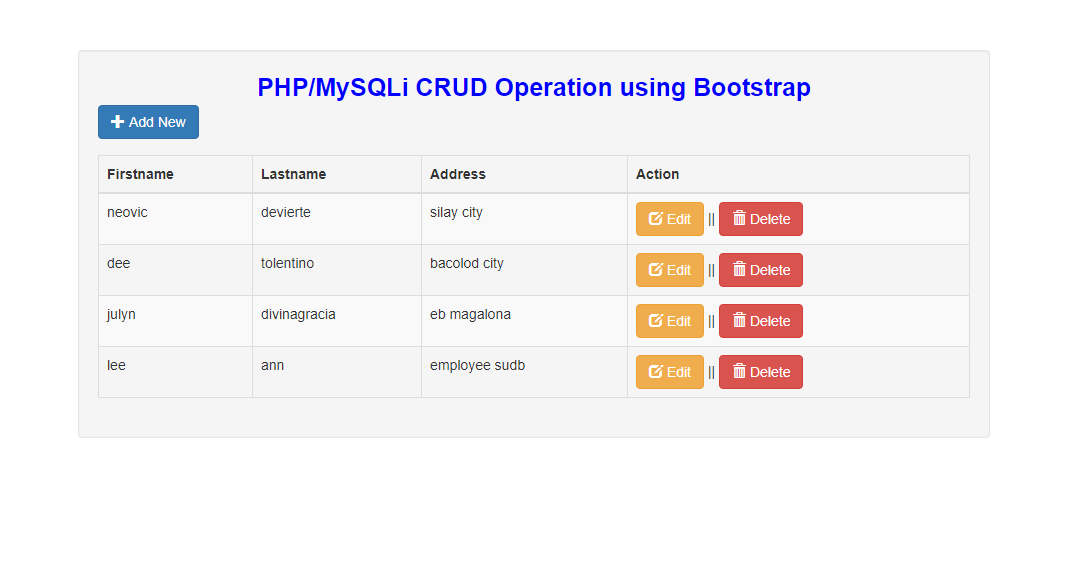 PHP/MySQLi CRUD Operation using Bootstrap
Add New
Firstname Lastname Address Action
neovic devierte silay city Edit || Delete
dee tolentino bacolod city Edit || Delete
julyn divinagracia eb magalona Edit || Delete
lee ann employee sudb Edit || Delete